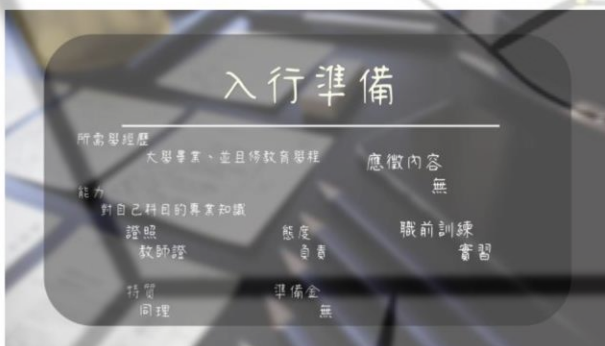 入行準備
所需學經歷
大學畢業、並且修教育學程
應徵內容
無
能力
對自己科目的專業知識
證照
教師證
態度
負責
職前訓練
實習
特質
同理
準備金
無